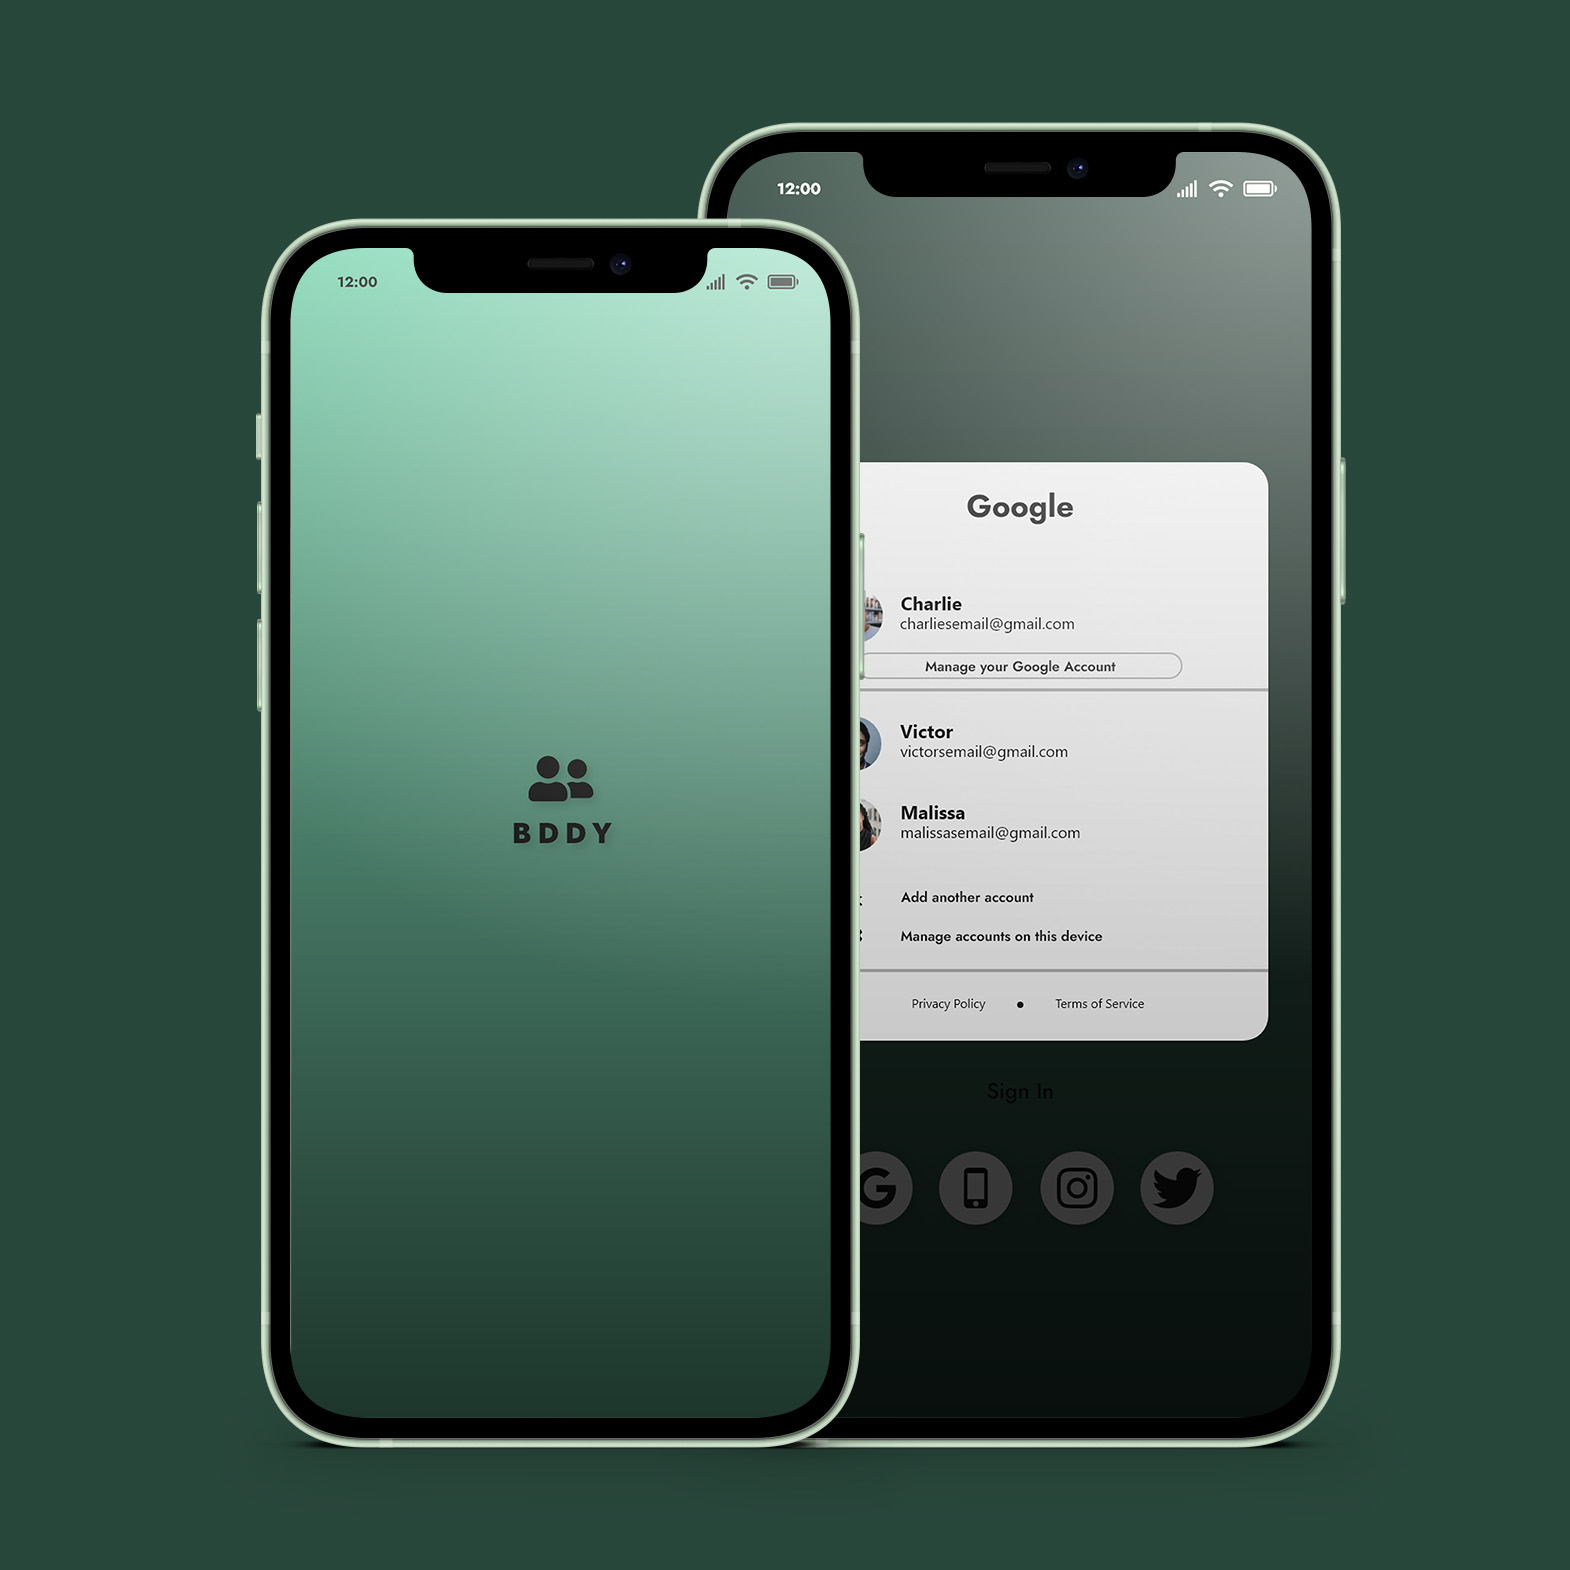 12:00
BDDY
12:00
Google
Charlie
charliesemail@gmail.com
Manage your Google Account
Victor
victorsemail@gmail.com
Malissa
malissasemail@gmail.com
Add another account
Manage accounts on this device
Privacy Policy • Terms of Service
Sign In
G